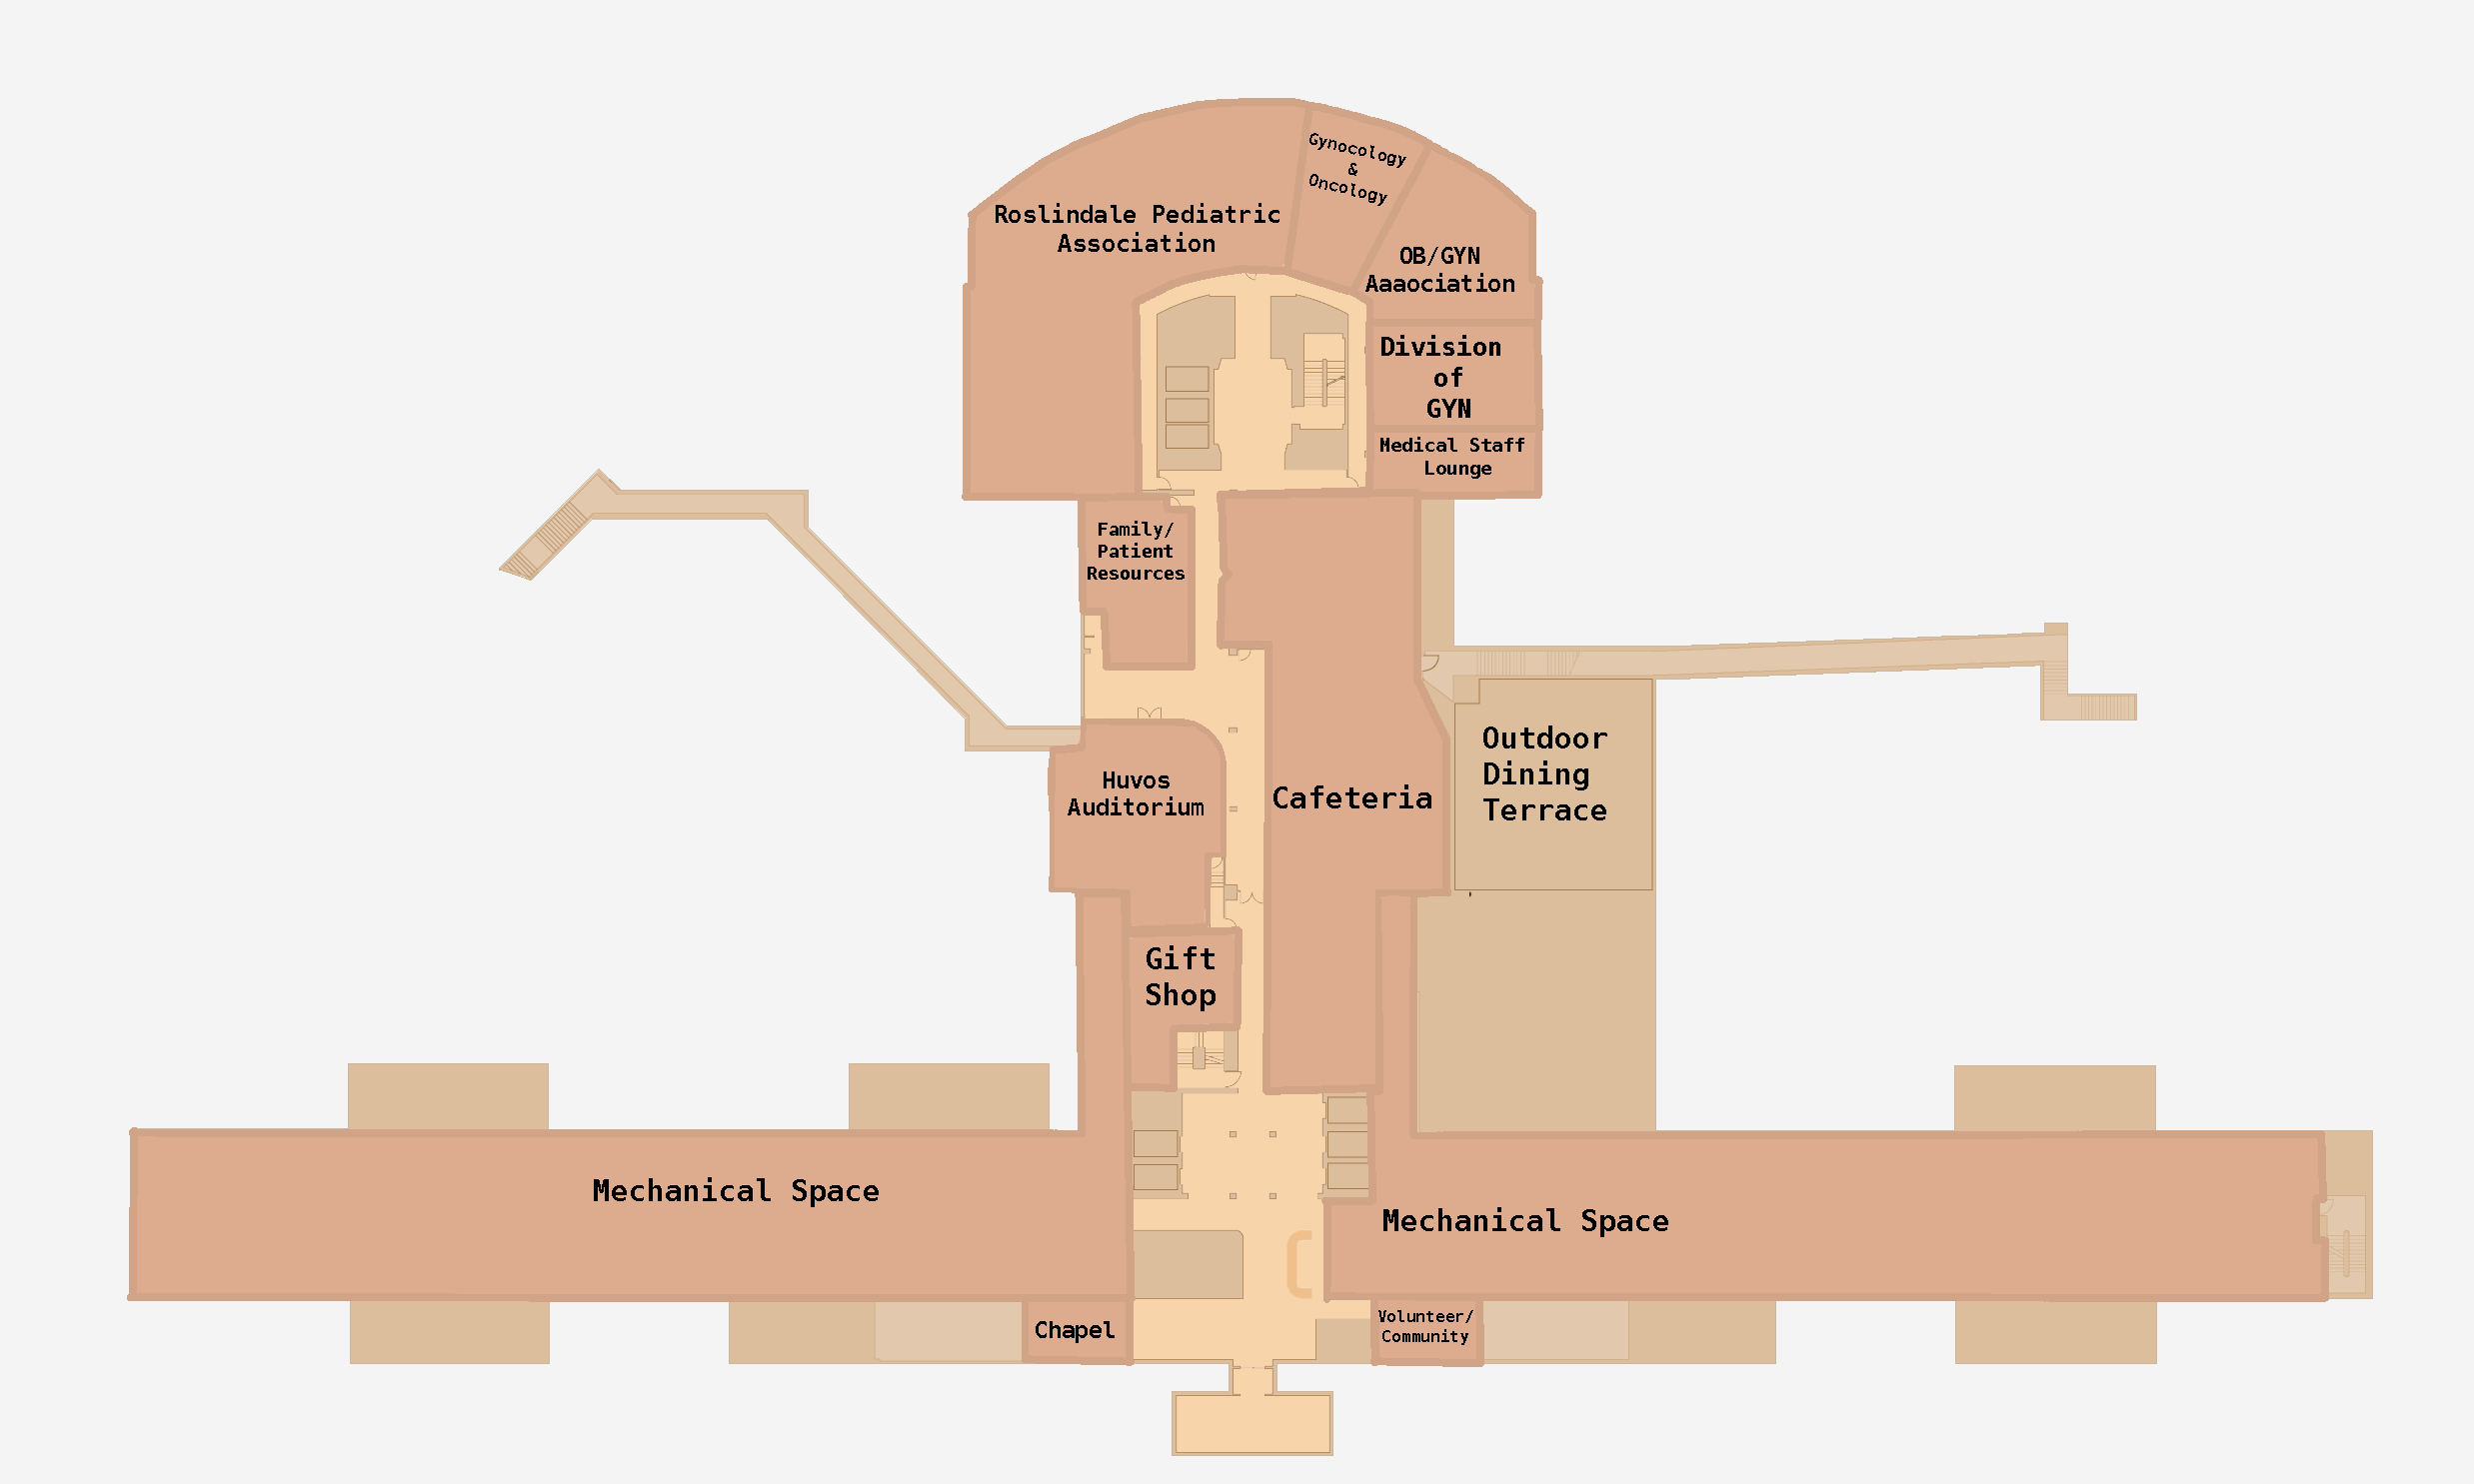 Gynocology
&
Oncology
Roslindale Pediatric
Association
OB/GYN
Aaaociation
Division
of
GYN
Medical Staff
Lounge
Family/
Patient
Resources
Outdoor
Dining
Terrace
Huvos
Auditorium
Cafeteria
Gift
Shop
Mechanical Space
Mechanical Space
Chapel
Volunteer/
Community